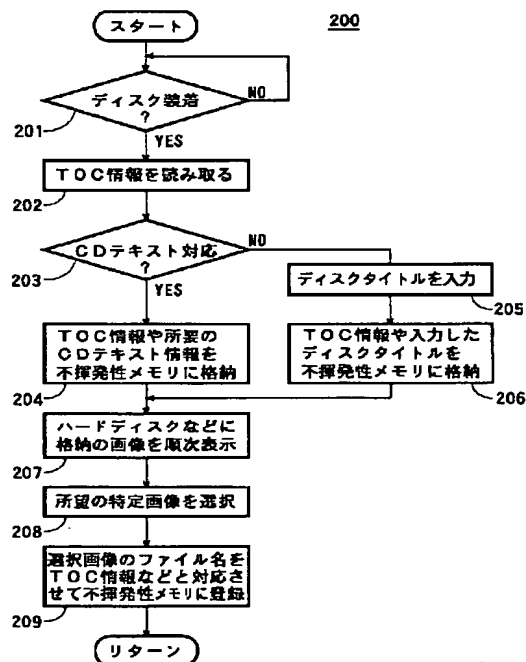 200
スタート
ディスク装着
?
NO
201
YES
TOC情報を読み取る
202
CDテキスト対応
?
NO
203
YES
ディスクタイトルを入力
205
TOC情報や所要の
CDテキスト情報を
不揮発性メモリに格納
204
TOC情報や入力した
ディスクタイトルを
不揮発性メモリに格納
206
ハードディスクなどに
格納の画像を順次表示
207
所望の特定画像を選択
208
選択画像のファイル名を
TOC情報などと対応さ
せて不揮発性メモリに登録
209
リターン